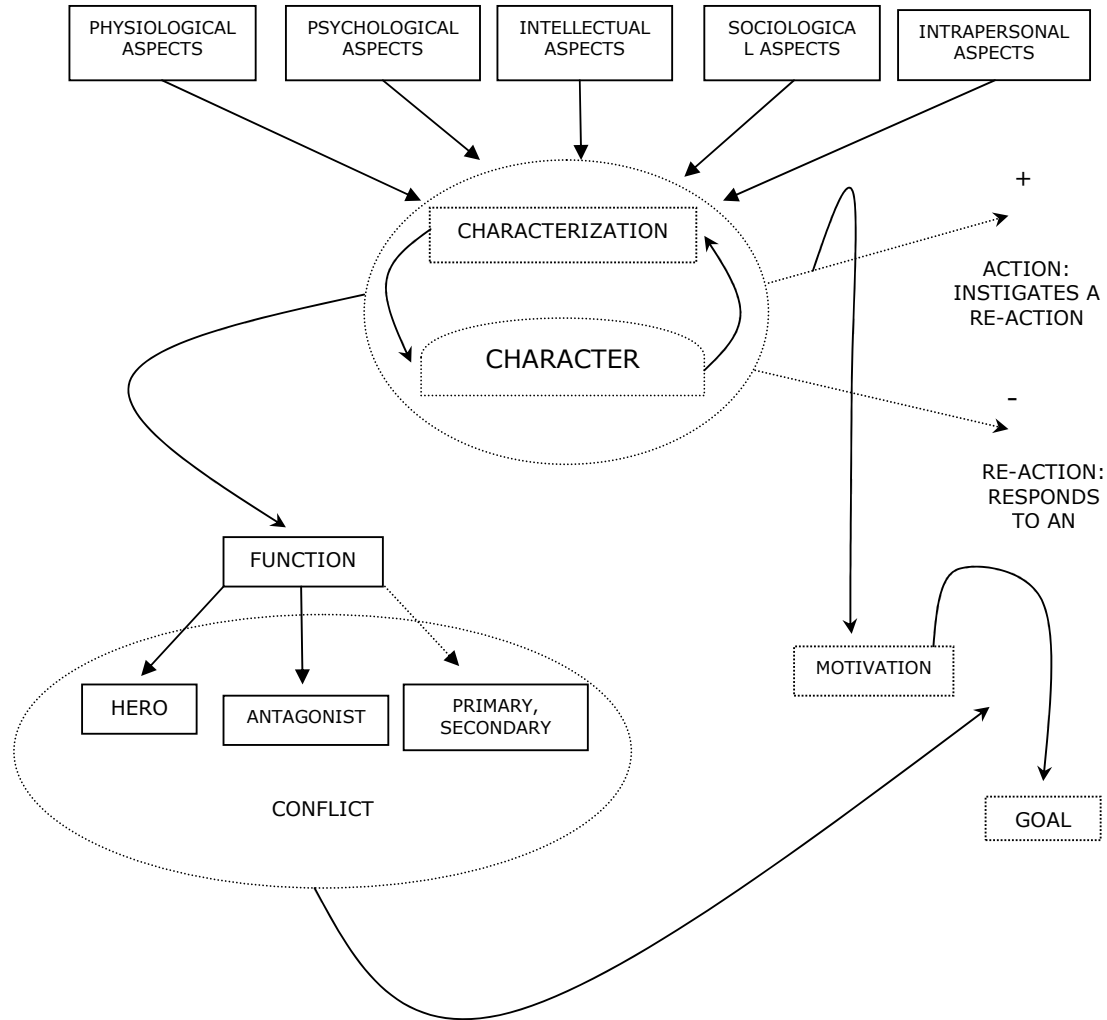 PHYSIOLOGICAL
ASPECTS
PSYCHOLOGICAL
ASPECTS
INTELLECTUAL
ASPECTS
SOCIOLOGICA
L ASPECTS
INTRAPERSONAL
ASPECTS
CHARACTERIZATION
CHARACTER
+
ACTION:
INSTIGATES A
RE-ACTION
-
RE-ACTION:
RESPONDS
TO AN
FUNCTION
HERO
ANTAGONIST
PRIMARY,
SECONDARY
CONFLICT
MOTIVATION
GOAL